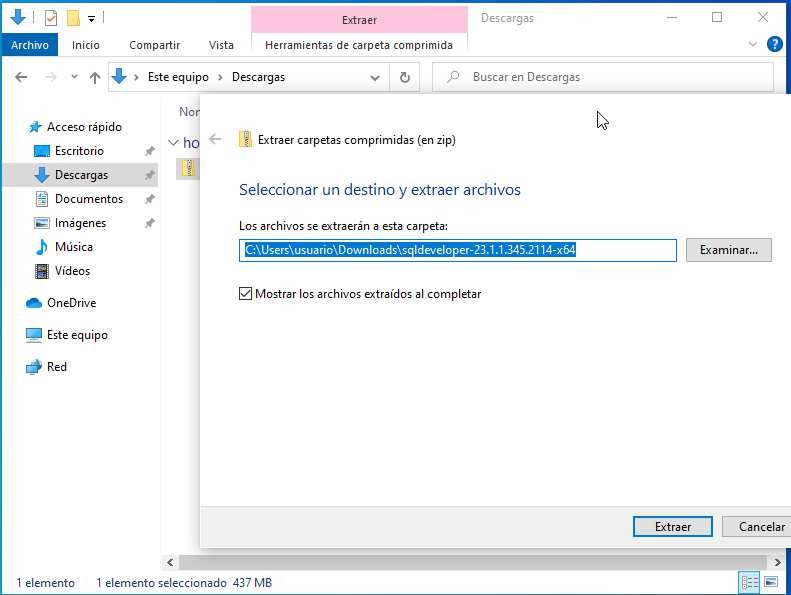 Extraer
Descargas
Archivo
Inicio
Compartir
Vista
Herramientas de carpeta comprimida
?
Este equipo
Descargas
Buscar en Descargas
Acceso rápido
Escritorio
Descargas
Documentos
Imágenes
Música
Vídeos
OneDrive
Este equipo
Red
Nor
ho
Extraer carpetas comprimidas (en zip)
Seleccionar un destino y extraer archivos
Los archivos se extraerán a esta carpeta:
C:\Users\usuario\Downloads\sqldeveloper-23.1.1.345.2114-x64
Examinar...
Mostrar los archivos extraídos al completar
Extraer
Cancelar
1 elemento
1 elemento seleccionado 437 MB